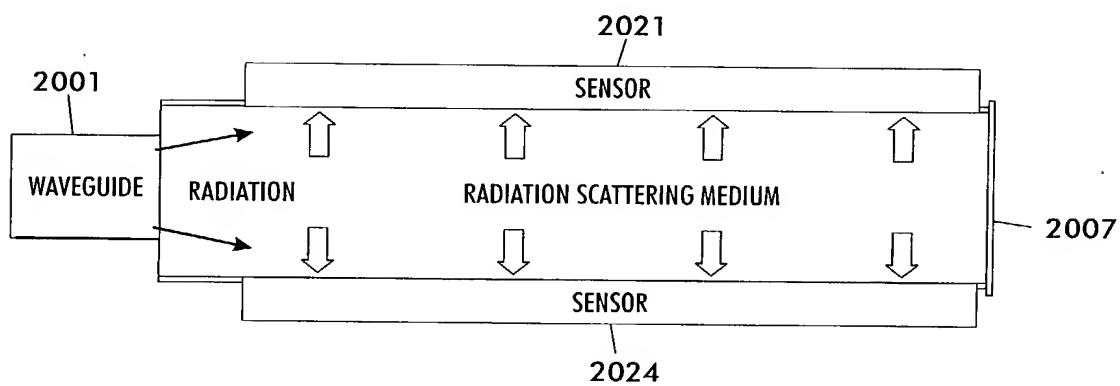 2021
SENSOR
2001
WAVEGUIDE
RADIATION
RADIATION SCATTERING MEDIUM
2007
SENSOR
2024